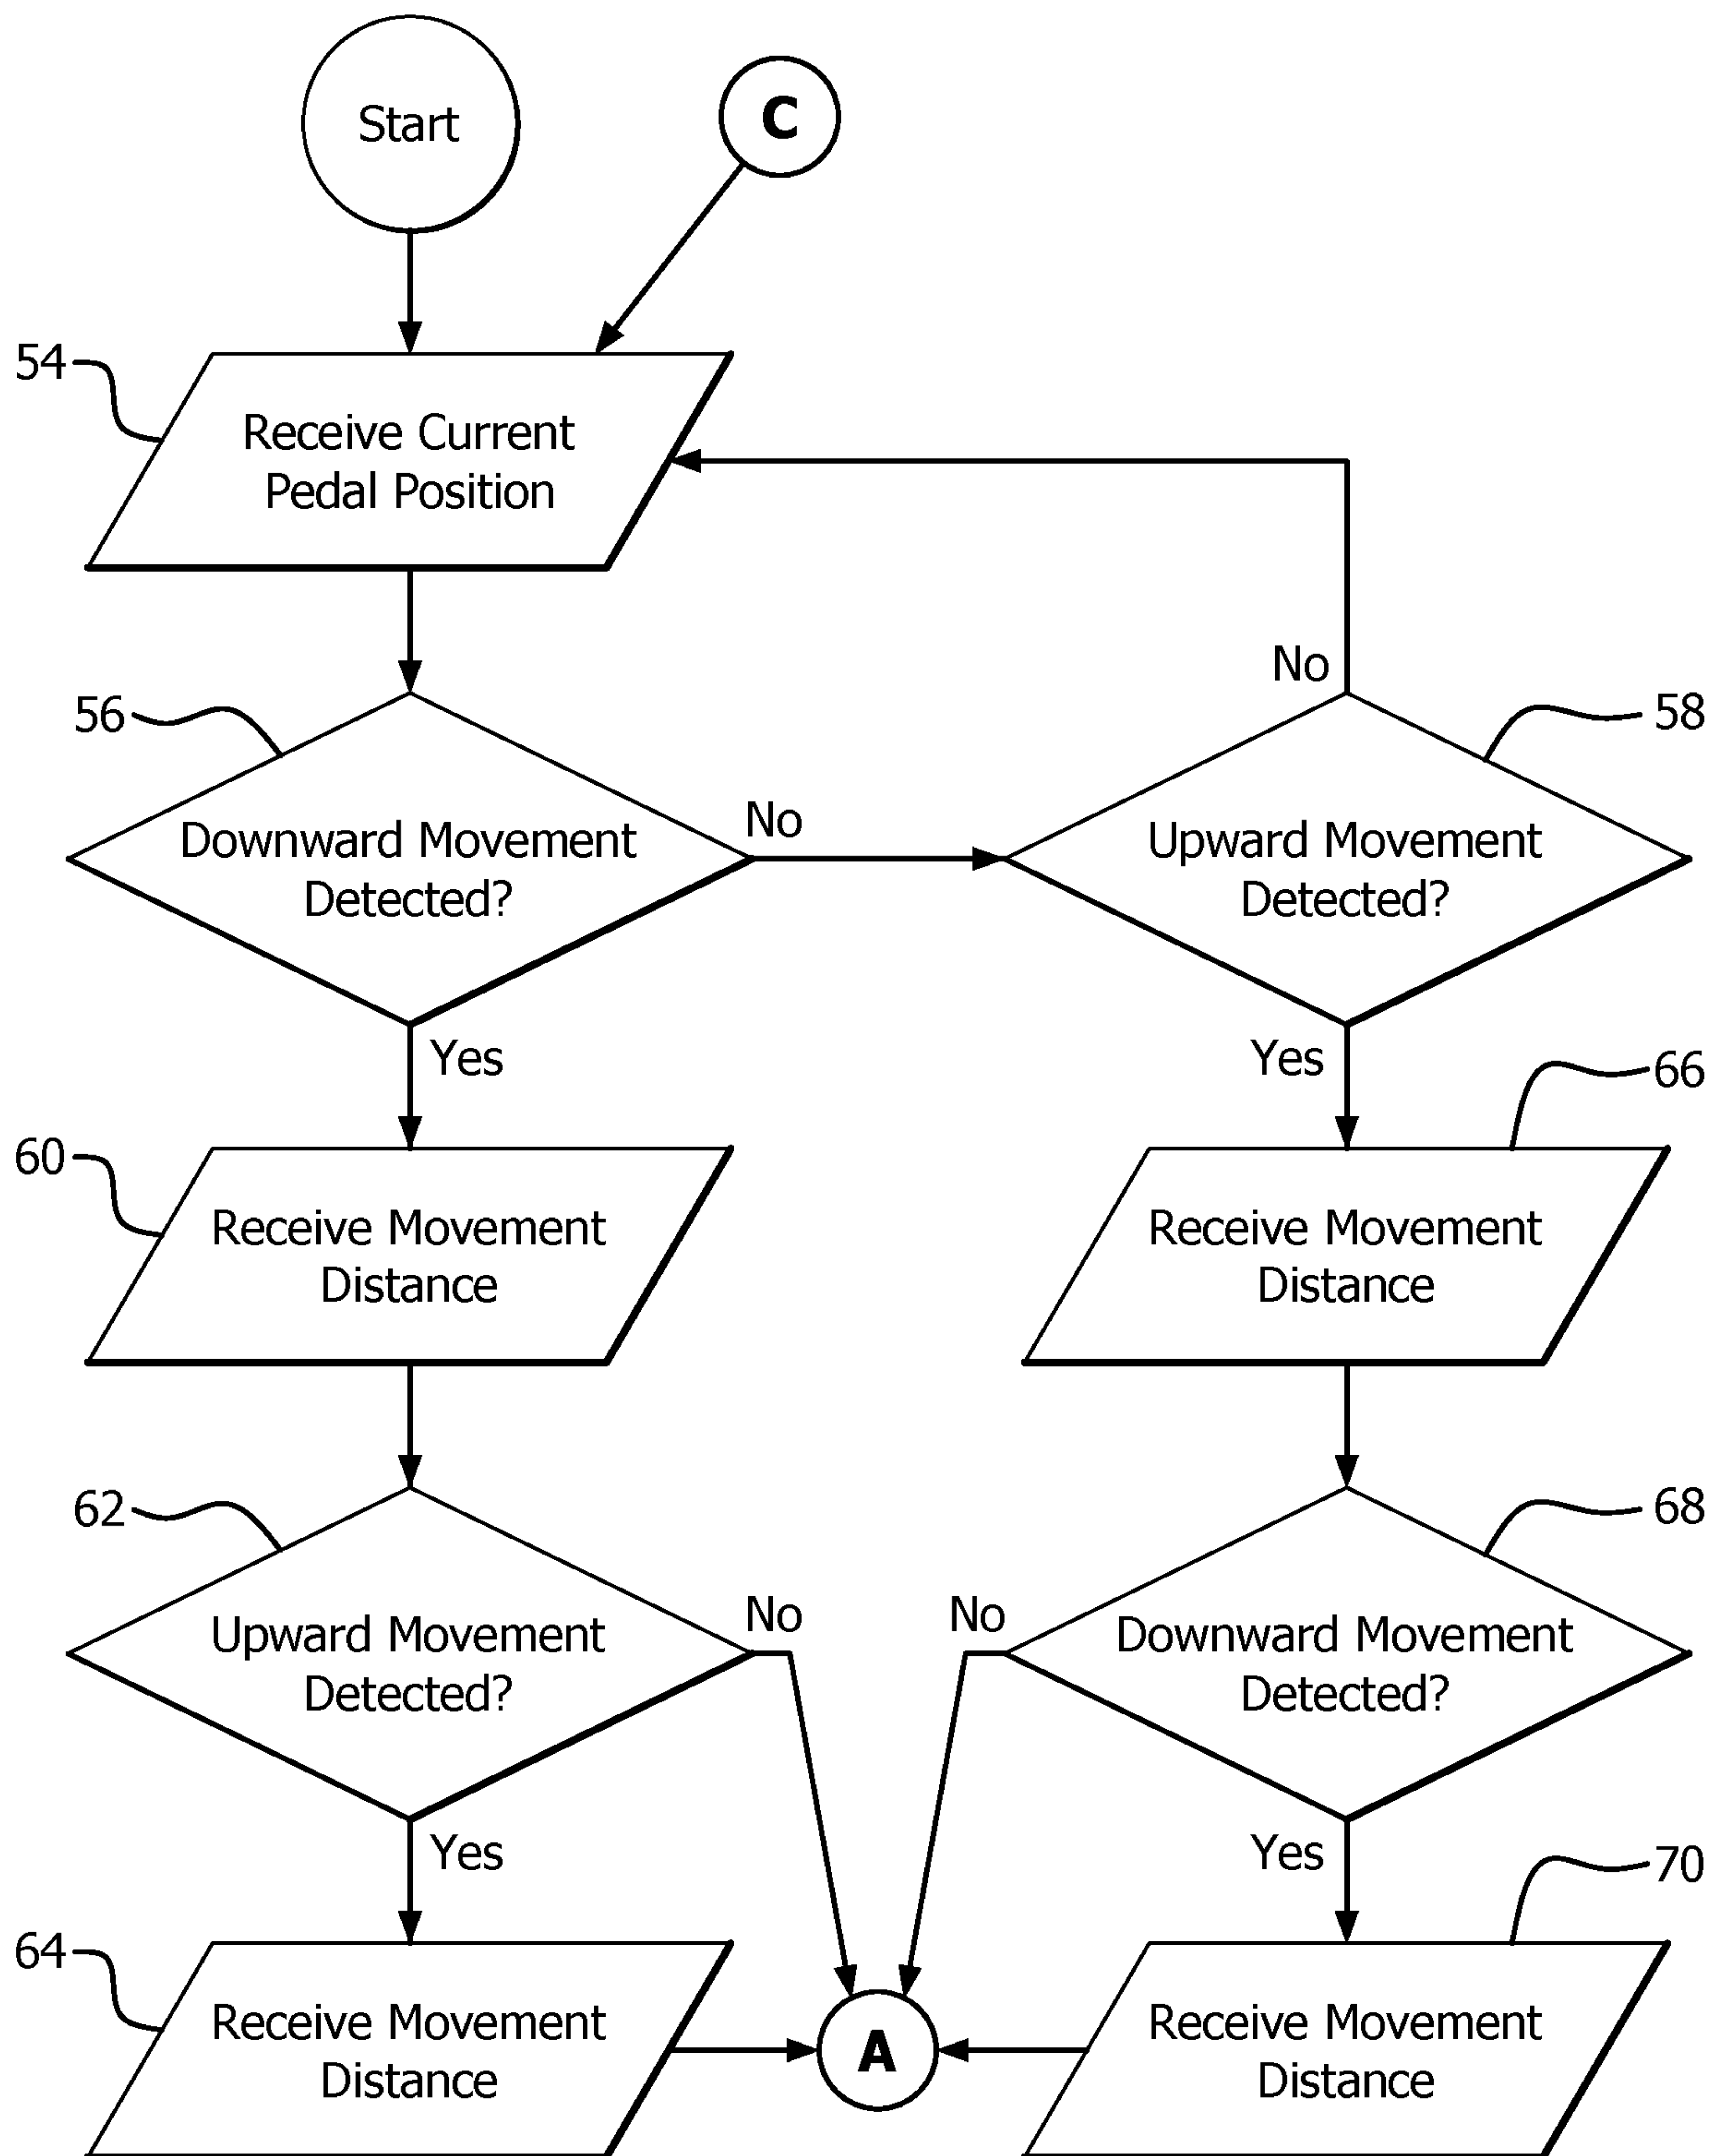 Start
C
54
Receive Current
Pedal Position
No
56
58
Downward Movement
Detected?
No
Upward Movement
Detected?
Yes
Yes
66
60
Receive Movement
Distance
Receive Movement
Distance
62
68
Upward Movement
Detected?
No
No
Downward Movement
Detected?
Yes
Yes
70
64
Receive Movement
Distance
A
Receive Movement
Distance